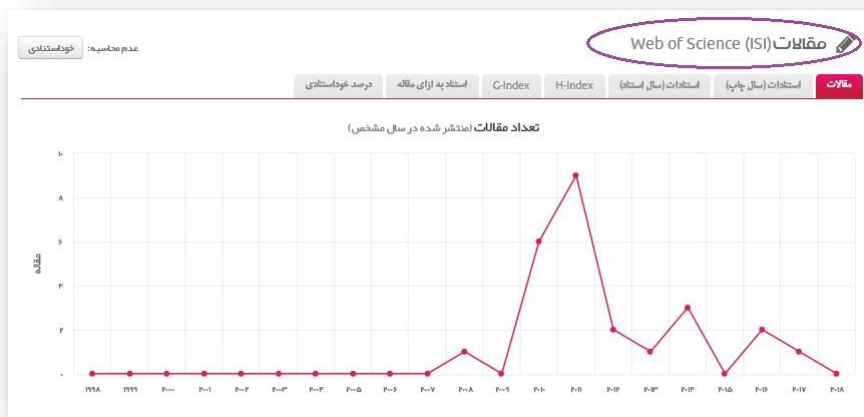 مقالات Web of Science (ISI)
عدم محاسبه: خوداستنادی
مقالات استنادات (سال چاپ) استنادات (سال استناد) H-Index G-Index استناد به ازای مقاله درصد خوداستنادی
تعداد مقالات (منتشر شده در سال مشخص)
۱۰
۸
۶
۴
۲
۰
مقاله
۱۹۹۸ ۱۹۹۹ ۲۰۰۰ ۲۰۰۱ ۲۰۰۲ ۲۰۰۳ ۲۰۰۴ ۲۰۰۵ ۲۰۰۶ ۲۰۰۷ ۲۰۰۸ ۲۰۰۹ ۲۰۱۰ ۲۰۱۱ ۲۰۱۲ ۲۰۱۳ ۲۰۱۴ ۲۰۱۵ ۲۰۱۶ ۲۰۱۷ ۲۰۱۸